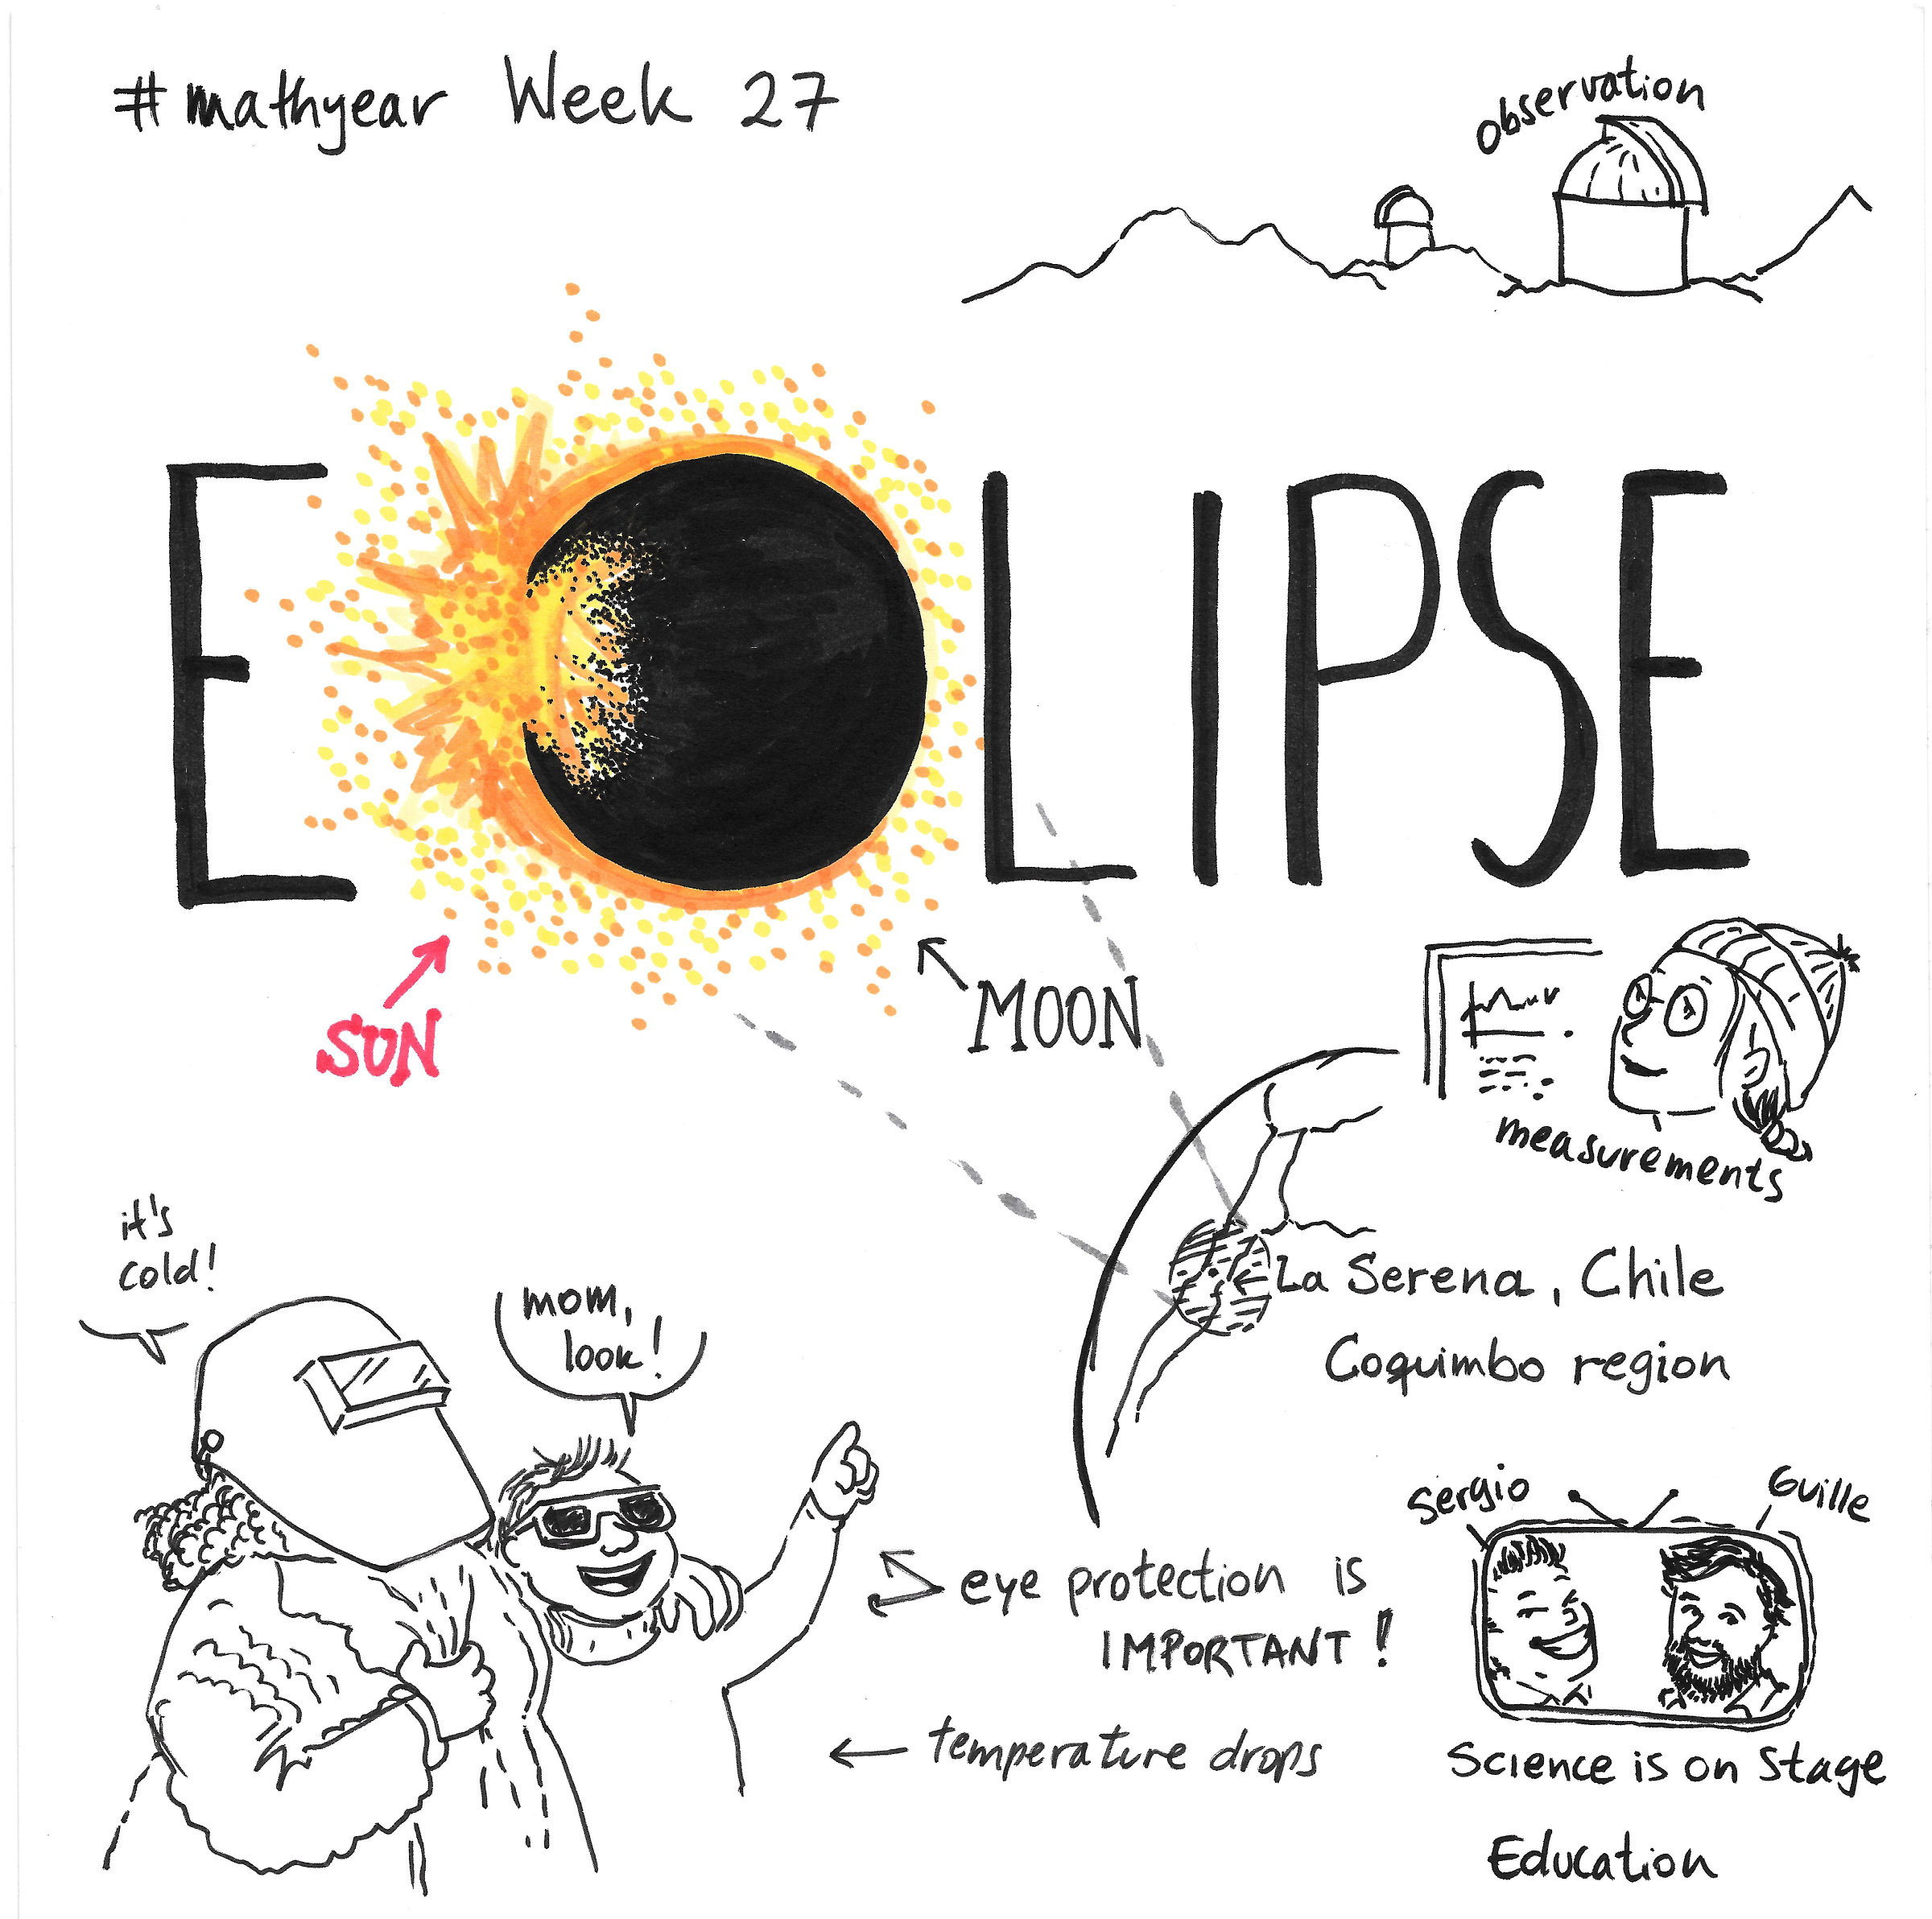 #mathyear Week 27
observation
ECLIPSE
SUN
MOON
measurements
La Serena, Chile
Coquimbo region
it's
cold!
mom,
look!
eye protection is
IMPORTANT!
temperature drops
Sergio
Guille
Science is on stage
Education